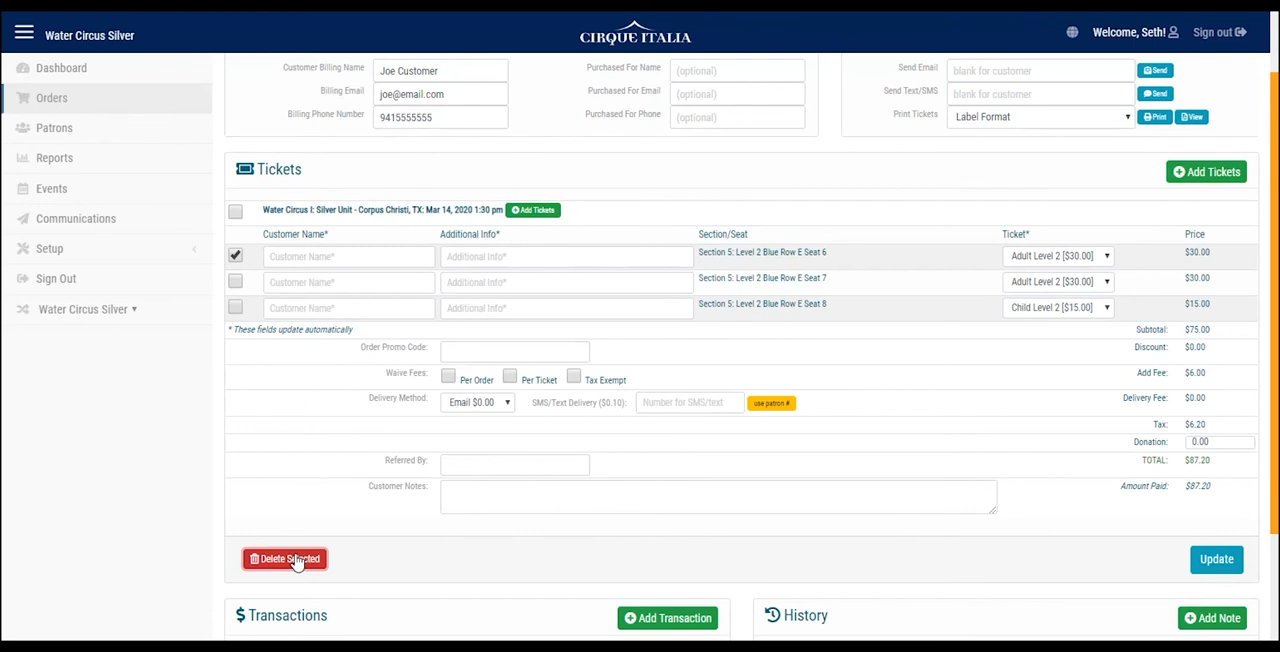 Water Circus Silver
CIRQUE ITALIA
Welcome, Seth!
Sign out
Dashboard
Orders
Patrons
Reports
Events
Communications
Setup
Sign Out
Water Circus Silver
Customer Billing Name Joe Customer Purchased For Name (optional) Send Email blank for customer Send
Billing Email joe@email.com Purchased For Email (optional) Send Text/SMS blank for customer Send
Billing Phone Number 9415555555 Purchased For Phone (optional) Print Tickets Label Format Print View
Tickets Add Tickets
Water Circus I: Silver Unit - Corpus Christi, TX: Mar 14, 2020 1:30 pm Add Tickets
Customer Name* Additional Info* Section/Seat Ticket* Price
Customer Name* Additional Info* Section 5: Level 2 Blue Row E Seat 6 Adult Level 2 [$30.00] $30.00
Customer Name* Additional Info* Section 5: Level 2 Blue Row E Seat 7 Adult Level 2 [$30.00] $30.00
Customer Name* Additional Info* Section 5: Level 2 Blue Row E Seat 8 Child Level 2 [$15.00] $15.00
* These fields update automatically Subtotal: $75.00
Order Promo Code: Discount: $0.00
Waive Fees: Per Order Per Ticket Tax Exempt Add Fee: $6.00
Delivery Method: Email $0.00 SMS/Text Delivery ($0.10): Number for SMS/text use patron # Delivery Fee: $0.00
Tax: $6.20
Donation: 0.00
Referred By: TOTAL: $87.20
Customer Notes: Amount Paid: $87.20
Delete Selected Update
Transactions Add Transaction History Add Note